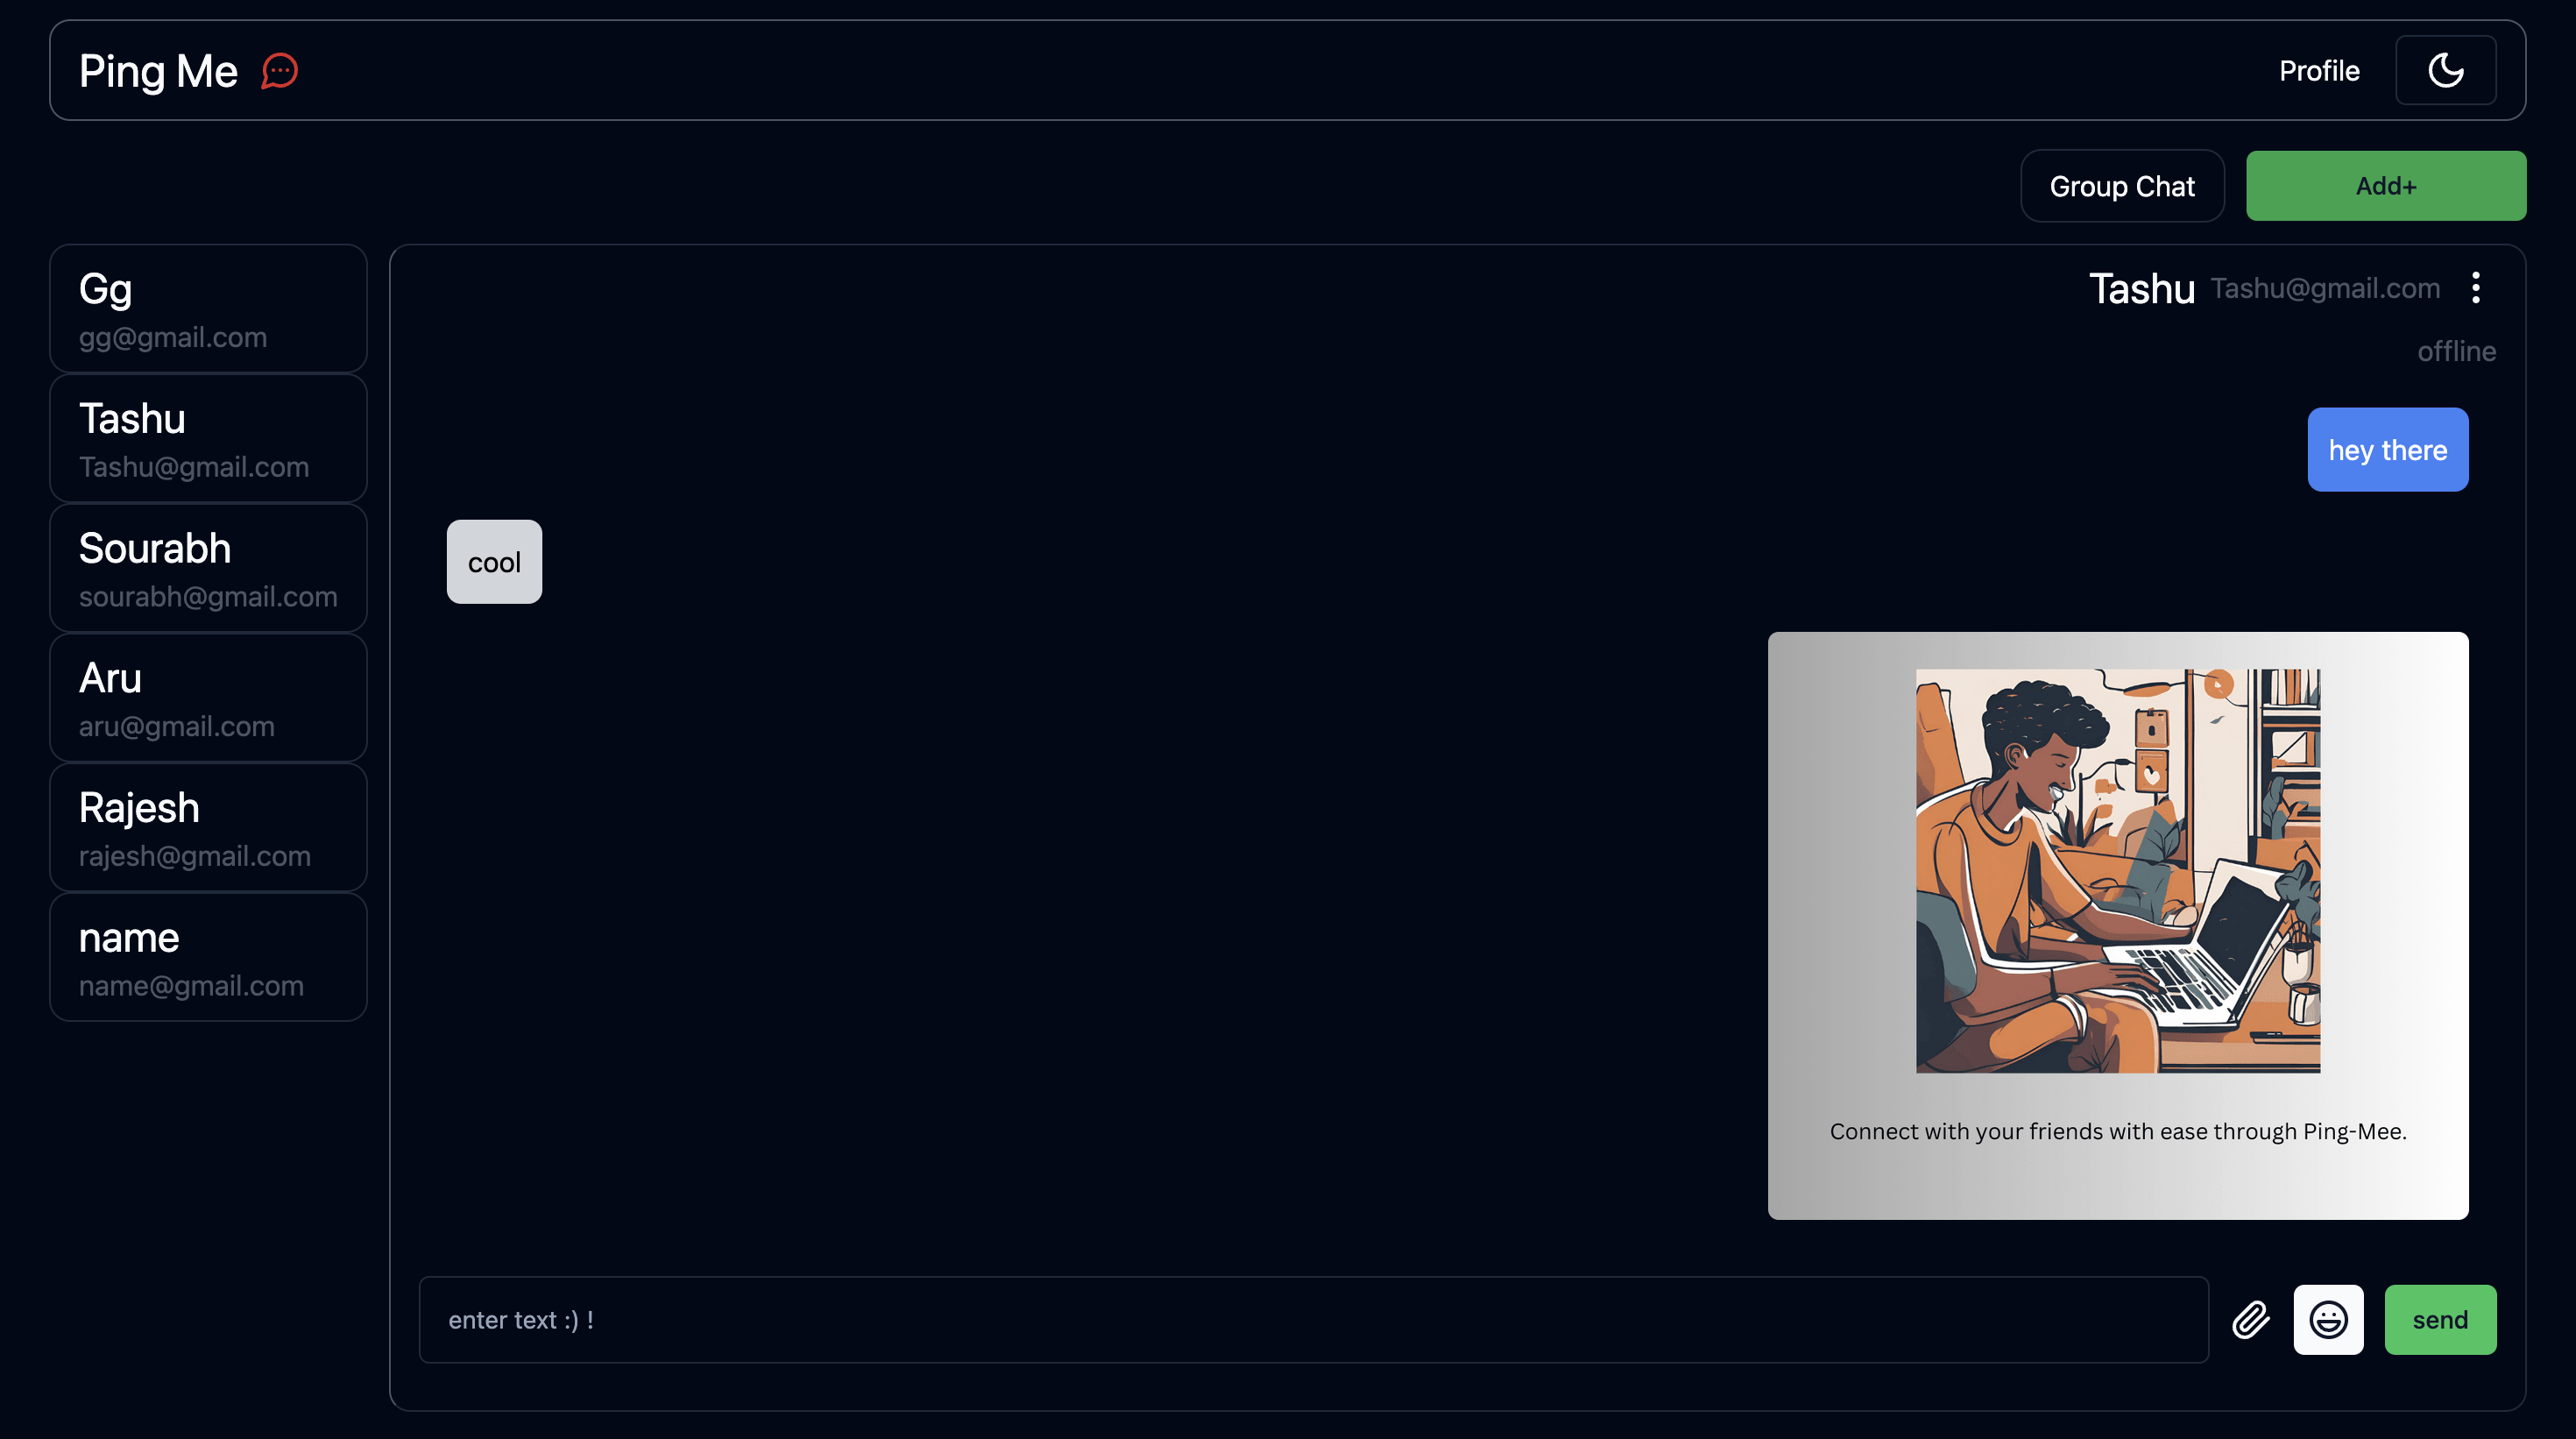 Ping Me
Profile
Group Chat
Add+
Gg
gg@gmail.com
Tashu
Tashu@gmail.com
Sourabh
sourabh@gmail.com
Aru
aru@gmail.com
Rajesh
rajesh@gmail.com
name
name@gmail.com
Tashu Tashu@gmail.com
offline
hey there
cool
Connect with your friends with ease through Ping-Mee.
enter text :) !
send